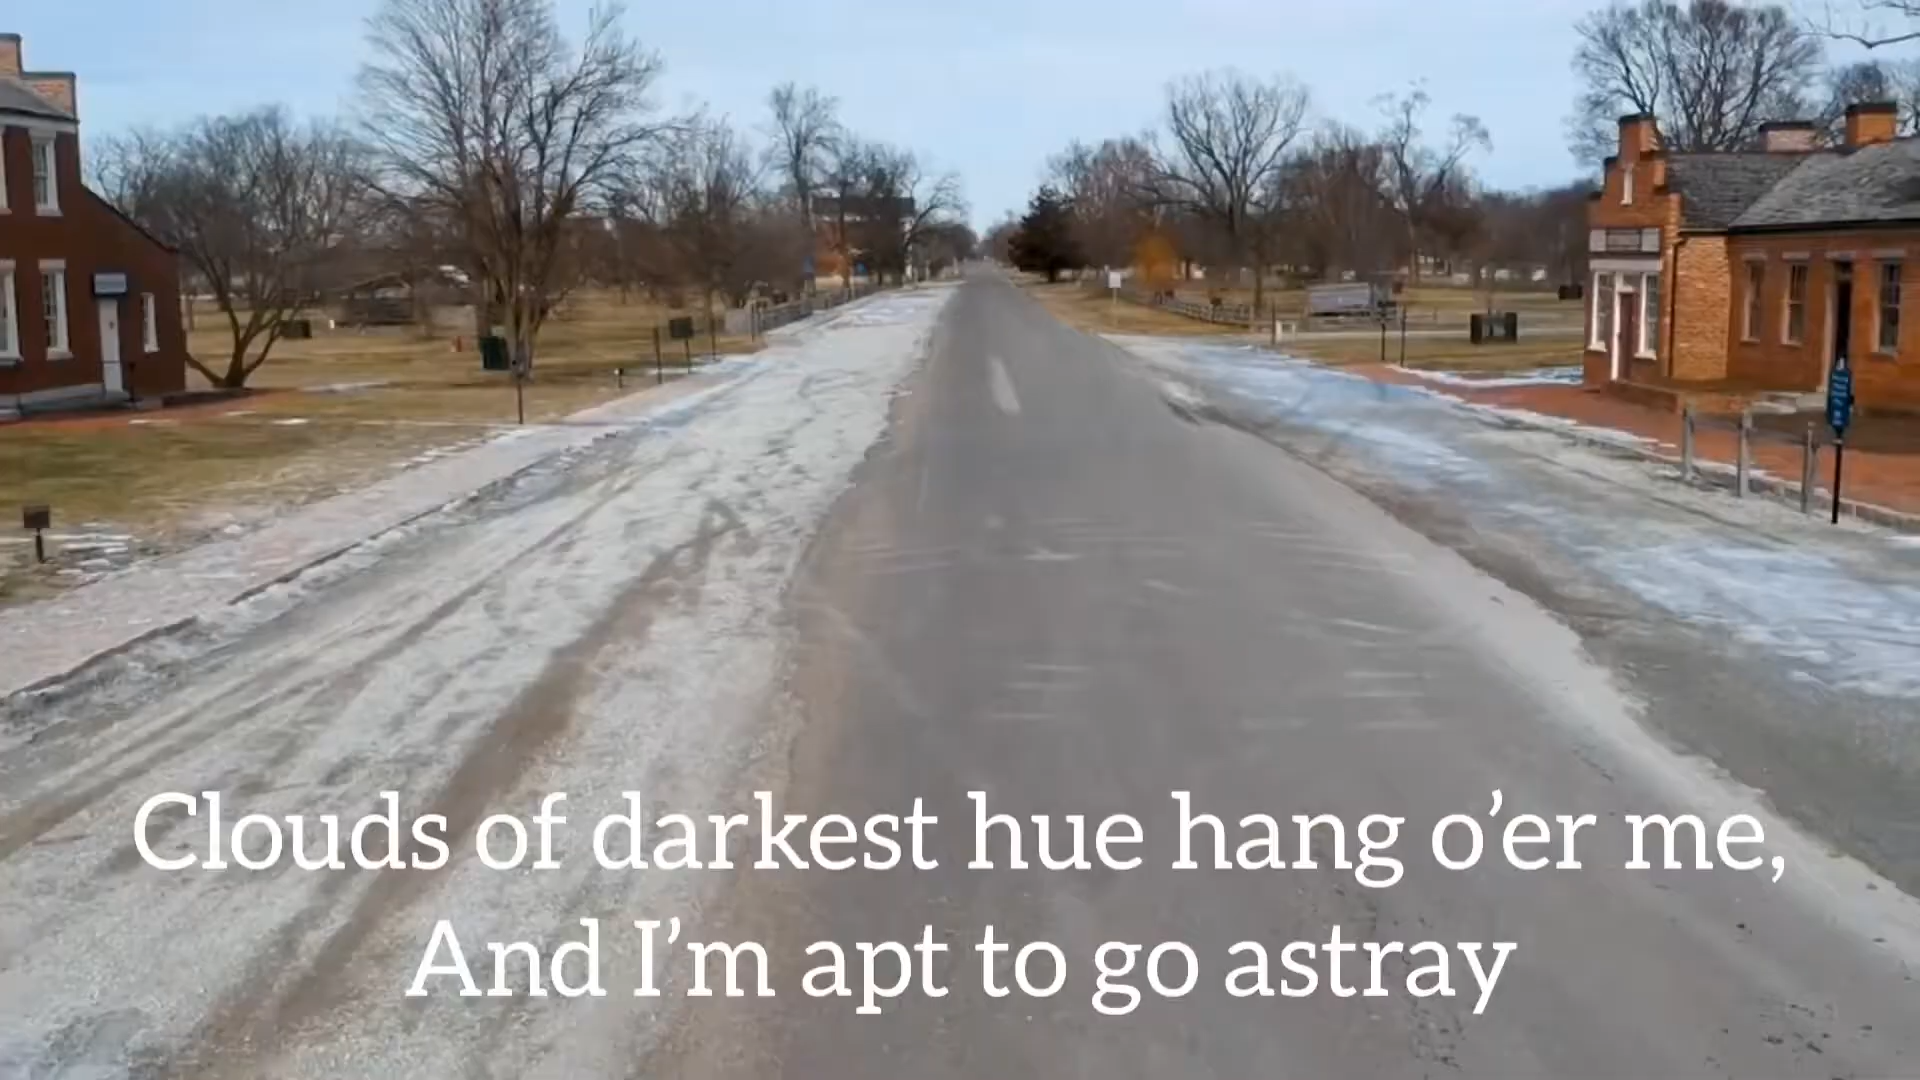 Clouds of darkest hue hang o’er me,
And I’m apt to go astray